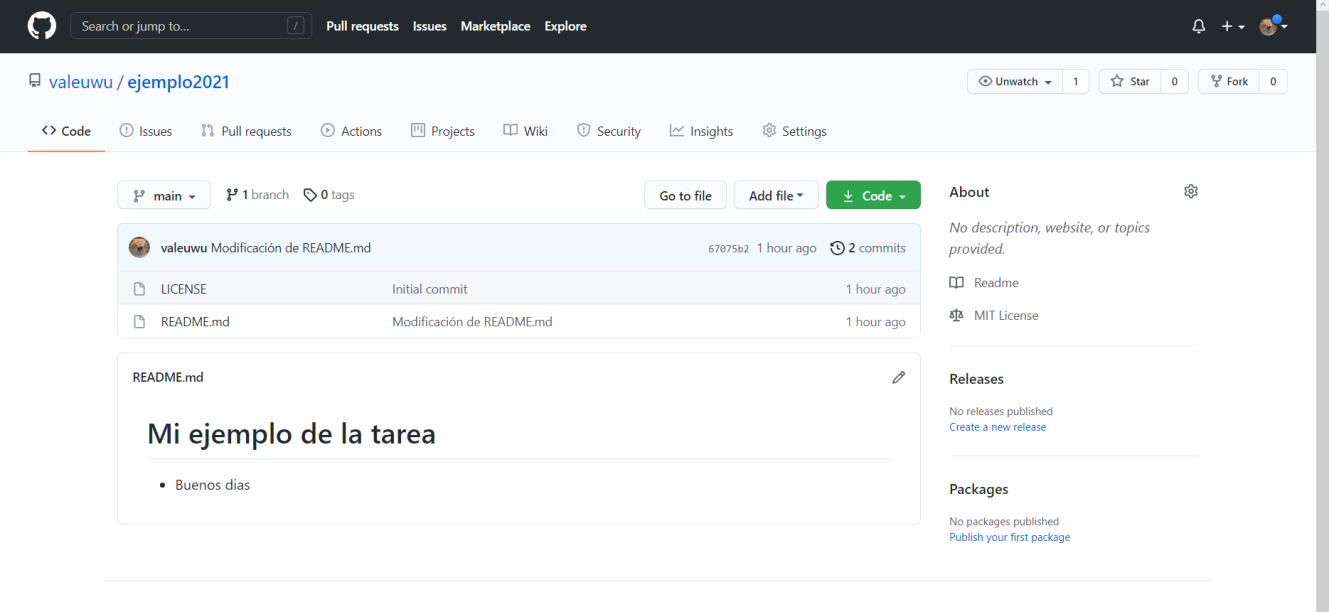 Search or jump to... / Pull requests Issues Marketplace Explore
valeuwu / ejemplo2021 Unwatch 1 Star 0 Fork 0
Code Issues Pull requests Actions Projects Wiki Security Insights Settings
main 1 branch 0 tags Go to file Add file Code
valeuwu Modificación de README.md 67075b2 1 hour ago 2 commits
LICENSE Initial commit 1 hour ago
README.md Modificación de README.md 1 hour ago
README.md
Mi ejemplo de la tarea
• Buenos dias
About
No description, website, or topics
provided.
Readme
MIT License
Releases
No releases published
Create a new release
Packages
No packages published
Publish your first package